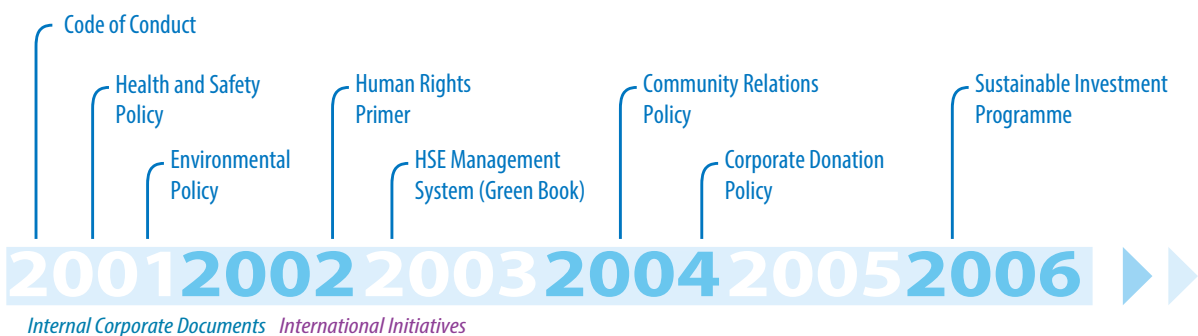 Code of Conduct
Health and Safety
Policy
Human Rights
Primer
Community Relations
Policy
Sustainable Investment
Programme
Environmental
Policy
HSE Management
System (Green Book)
Corporate Donation
Policy
2001 2002 2003 2004 2005 2006
Internal Corporate Documents International Initiatives